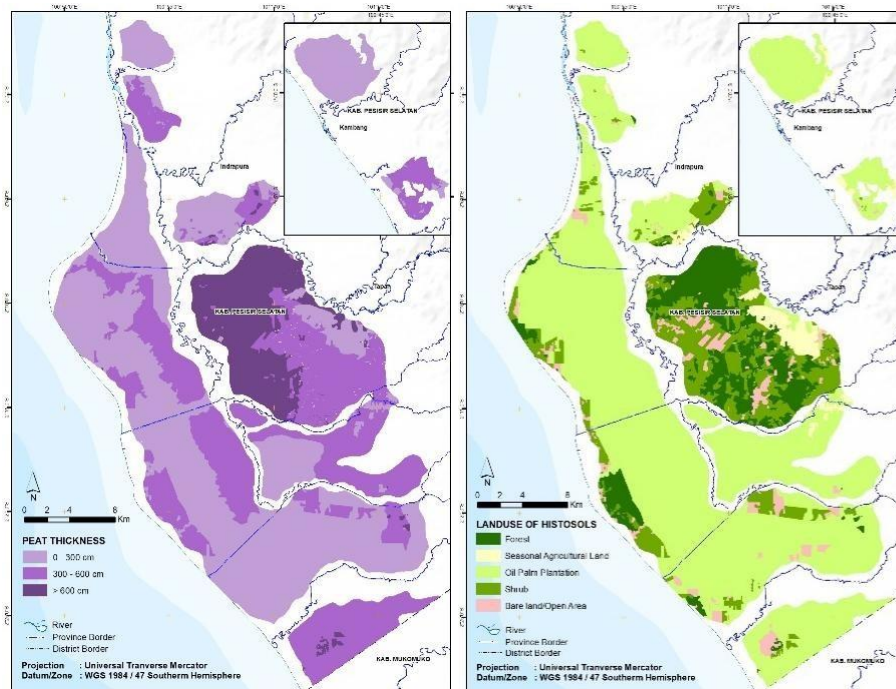 KAB. PESISIR SELATAN
Kambang
Indrapura
Tapan
KAB. PESISIR SELATAN
N
0 2 4 8
Km
PEAT THICKNESS
0 - 300 cm
300 - 600 cm
> 600 cm
River
Province Border
District Border
KAB. MUKOMUKO
Projection : Universal Tranverse Mercator
Datum/Zone : WGS 1984 / 47 Southerm Hemisphere
KAB. PESISIR SELATAN
Kambang
Indrapura
Tapan
KAB. PESISIR SELATAN
N
0 2 4 8
Km
LANDUSE OF HISTOSOLS
Forest
Seasonal Agricultural Land
Oil Palm Plantation
Shrub
Bare land/Open Area
River
Province Border
District Border
KAB. MUKOMUKO
Projection : Universal Tranverse Mercator
Datum/Zone : WGS 1984 / 47 Southerm Hemisphere